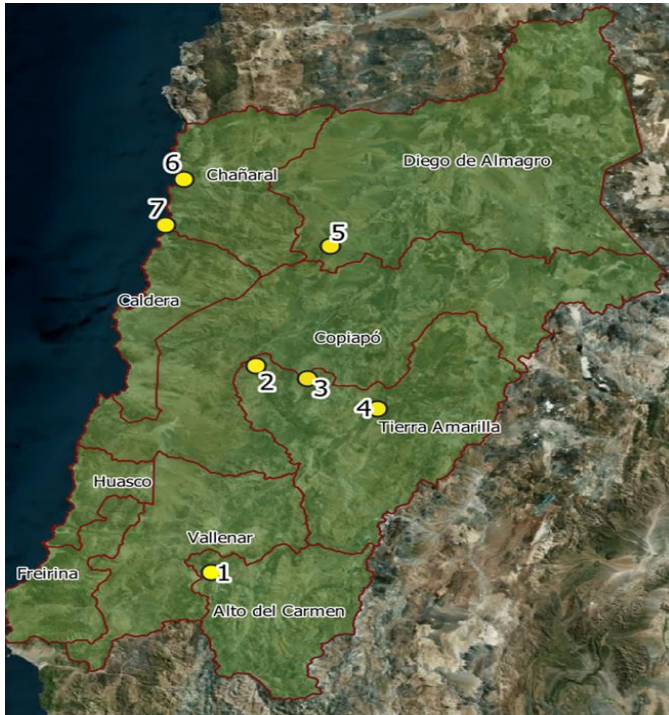 6
Chañaral
Diego de Almagro
7
5
Caldera
Copiapó
2
3
4
Tierra Amarilla
Huasco
Vallenar
Freirina
1
Alto del Carmen